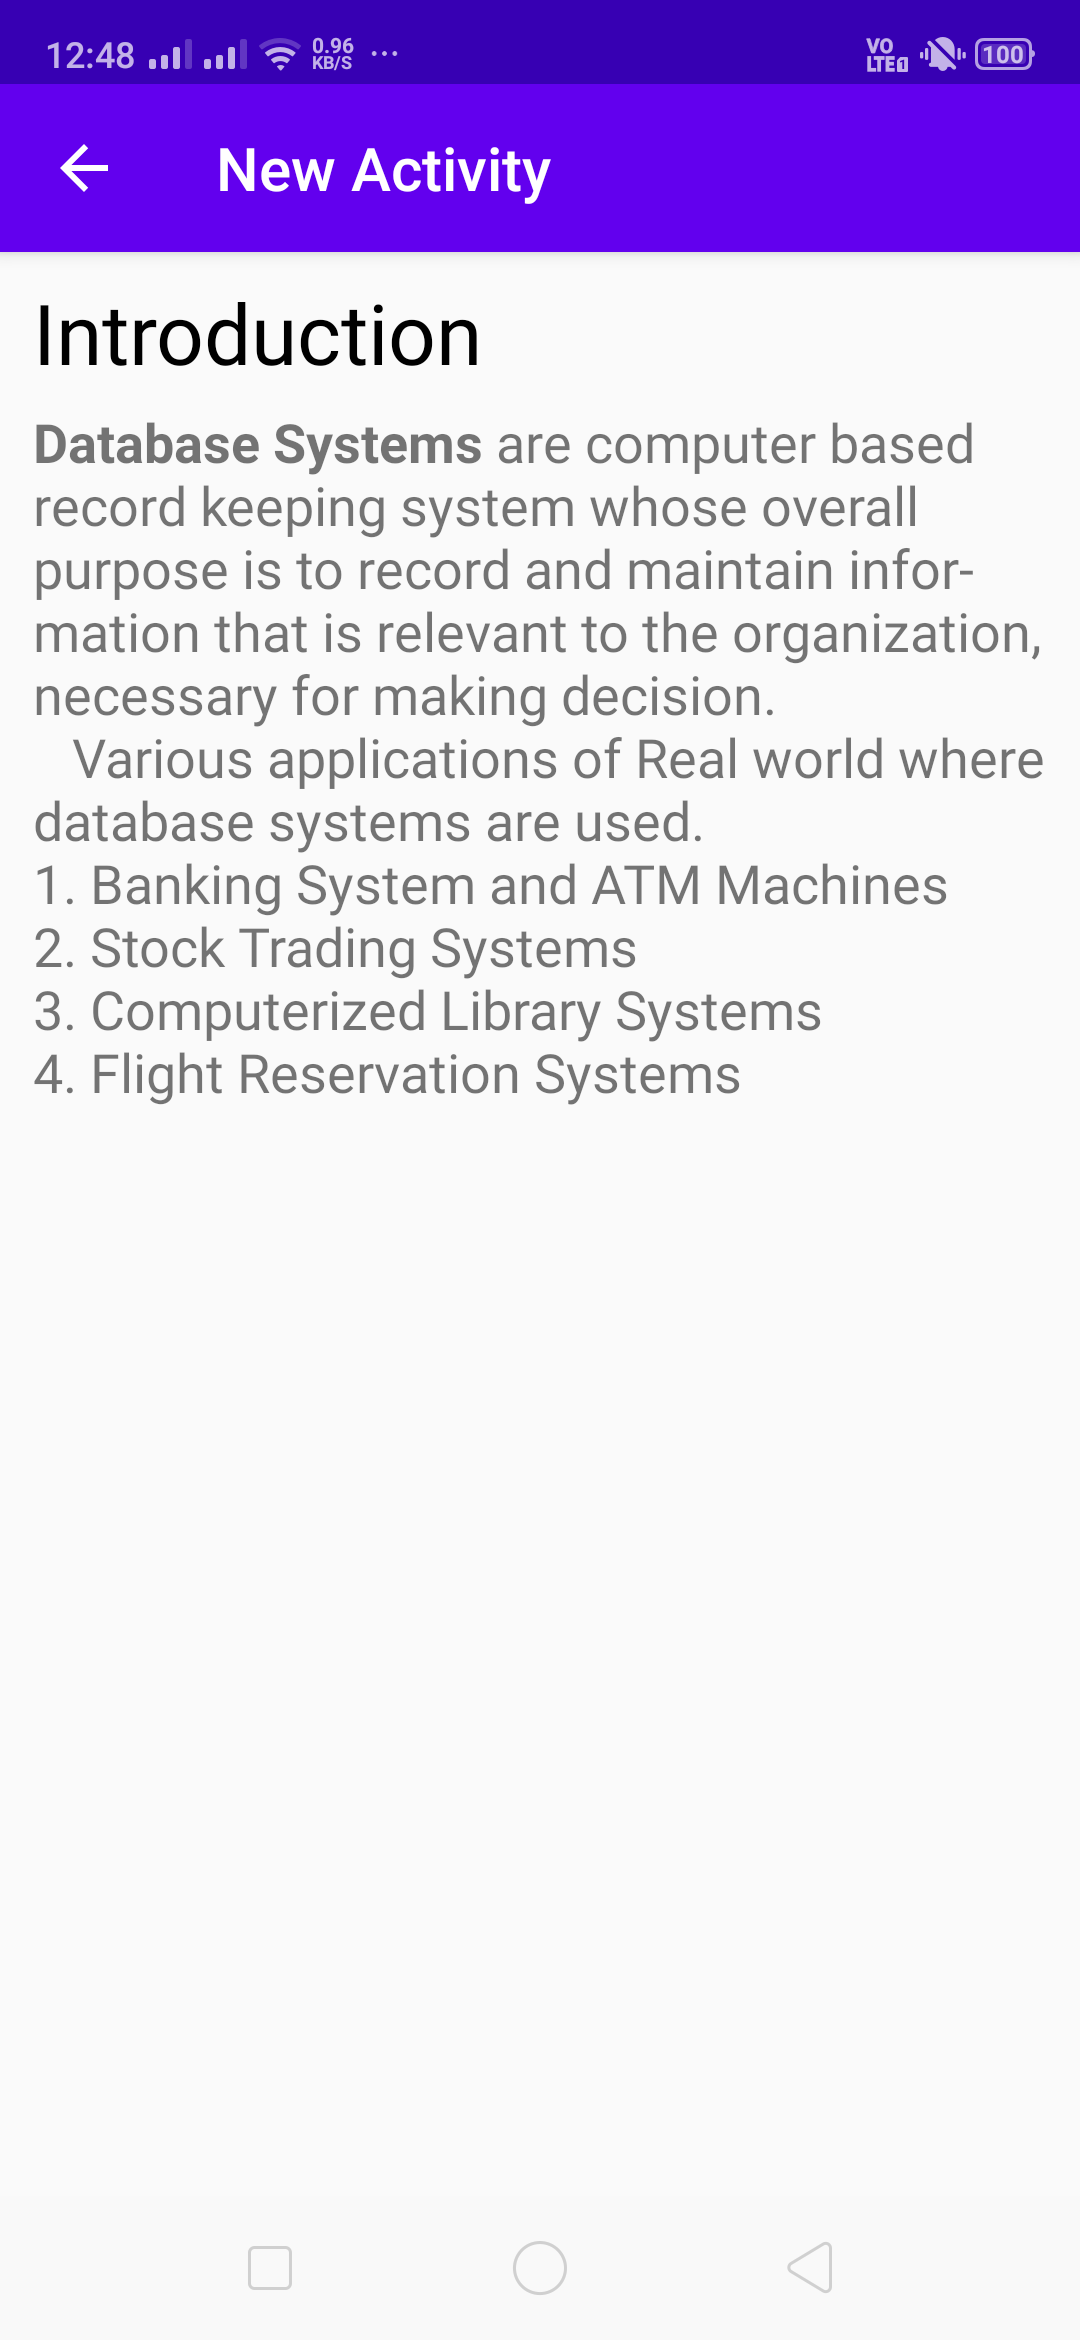 12:48 0.96 KB/S ... VO LTE1 100
New Activity
Introduction
Database Systems are computer based
record keeping system whose overall
purpose is to record and maintain infor-
mation that is relevant to the organization,
necessary for making decision.
Various applications of Real world where
database systems are used.
1. Banking System and ATM Machines
2. Stock Trading Systems
3. Computerized Library Systems
4. Flight Reservation Systems